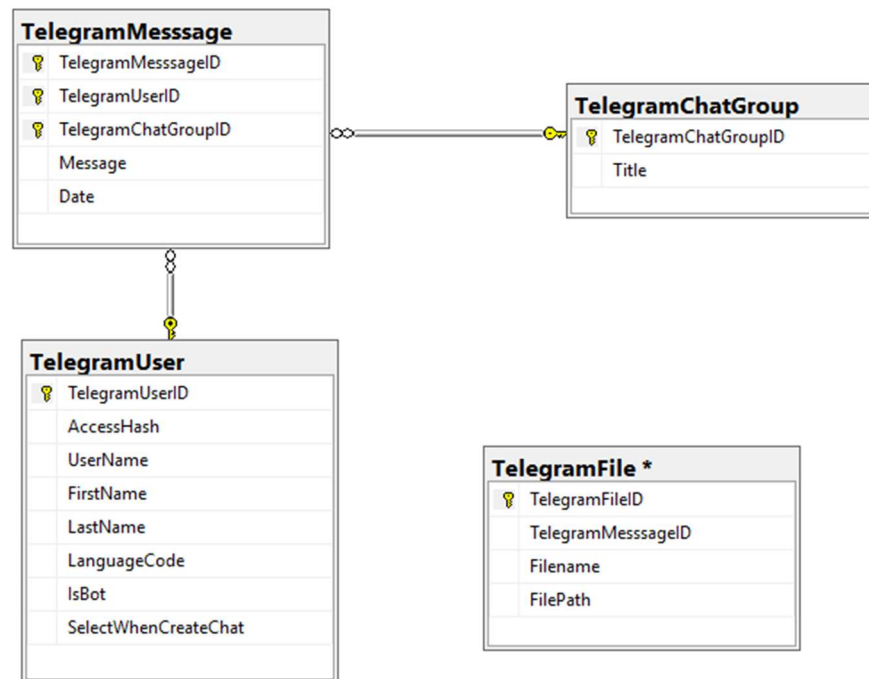 TelegramMesssage
TelegramMesssageID
TelegramUserID
TelegramChatGroupID
Message
Date
TelegramChatGroup
TelegramChatGroupID
Title
TelegramUser
TelegramUserID
AccessHash
UserName
FirstName
LastName
LanguageCode
IsBot
SelectWhenCreateChat
TelegramFile *
TelegramFileID
TelegramMesssageID
Filename
FilePath